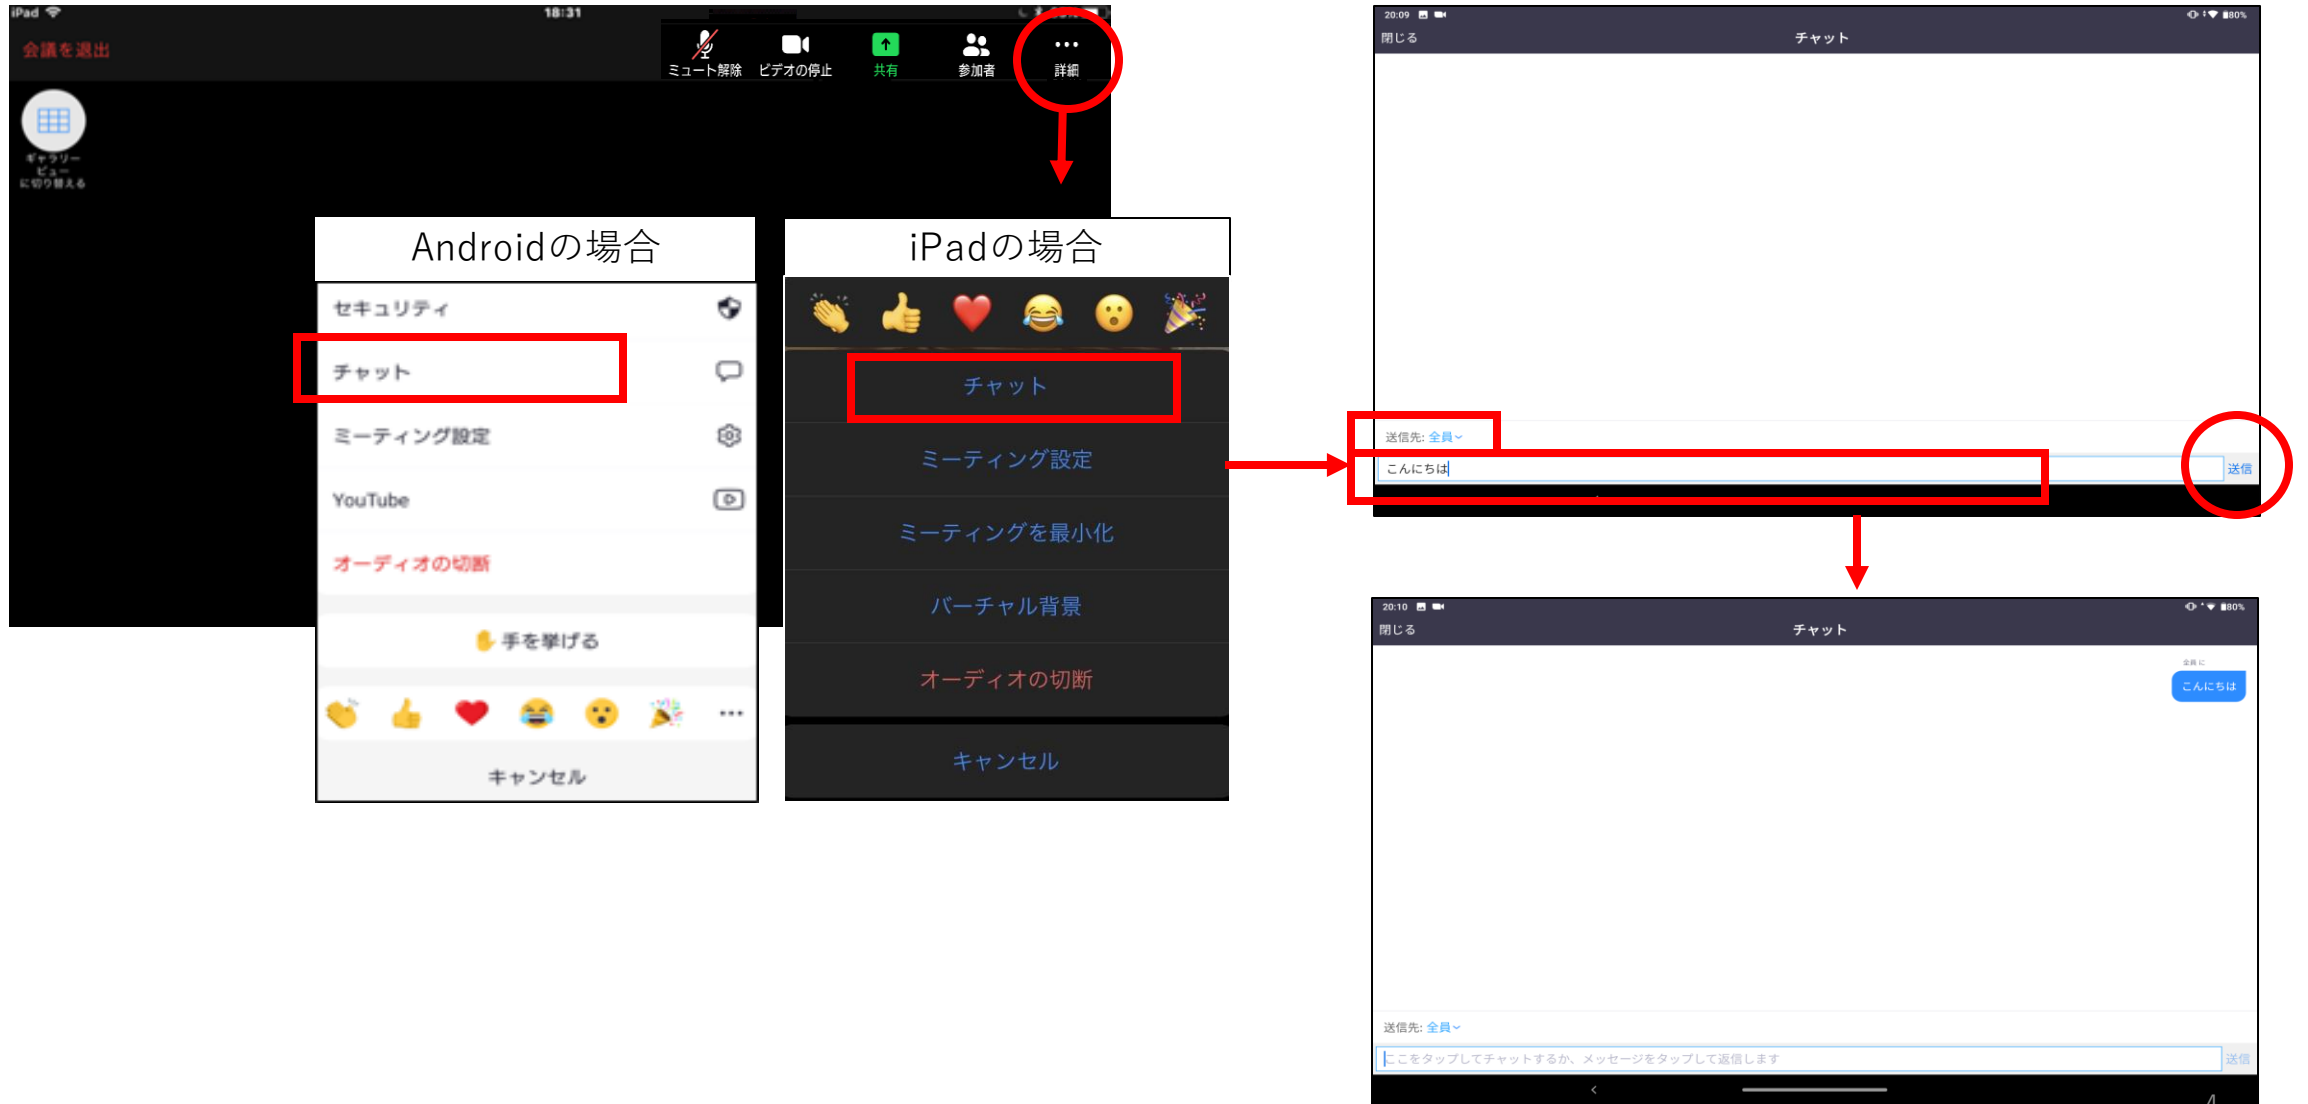 iPad
18:31
会議を退出
ミュート解除 ビデオの停止 共有 参加者 詳細
ギャラリー
ビュー
に切り替える
Androidの場合
セキュリティ
チャット
ミーティング設定
YouTube
オーディオの切断
手を挙げる
キャンセル
iPadの場合
チャット
ミーティング設定
ミーティングを最小化
バーチャル背景
オーディオの切断
キャンセル
20:09 80%
閉じる チャット
送信先: 全員
こんにちは 送信
20:10 80%
閉じる チャット
全員 に
こんにちは
送信先: 全員
ここをタップしてチャットするか、メッセージをタップして返信します 送信